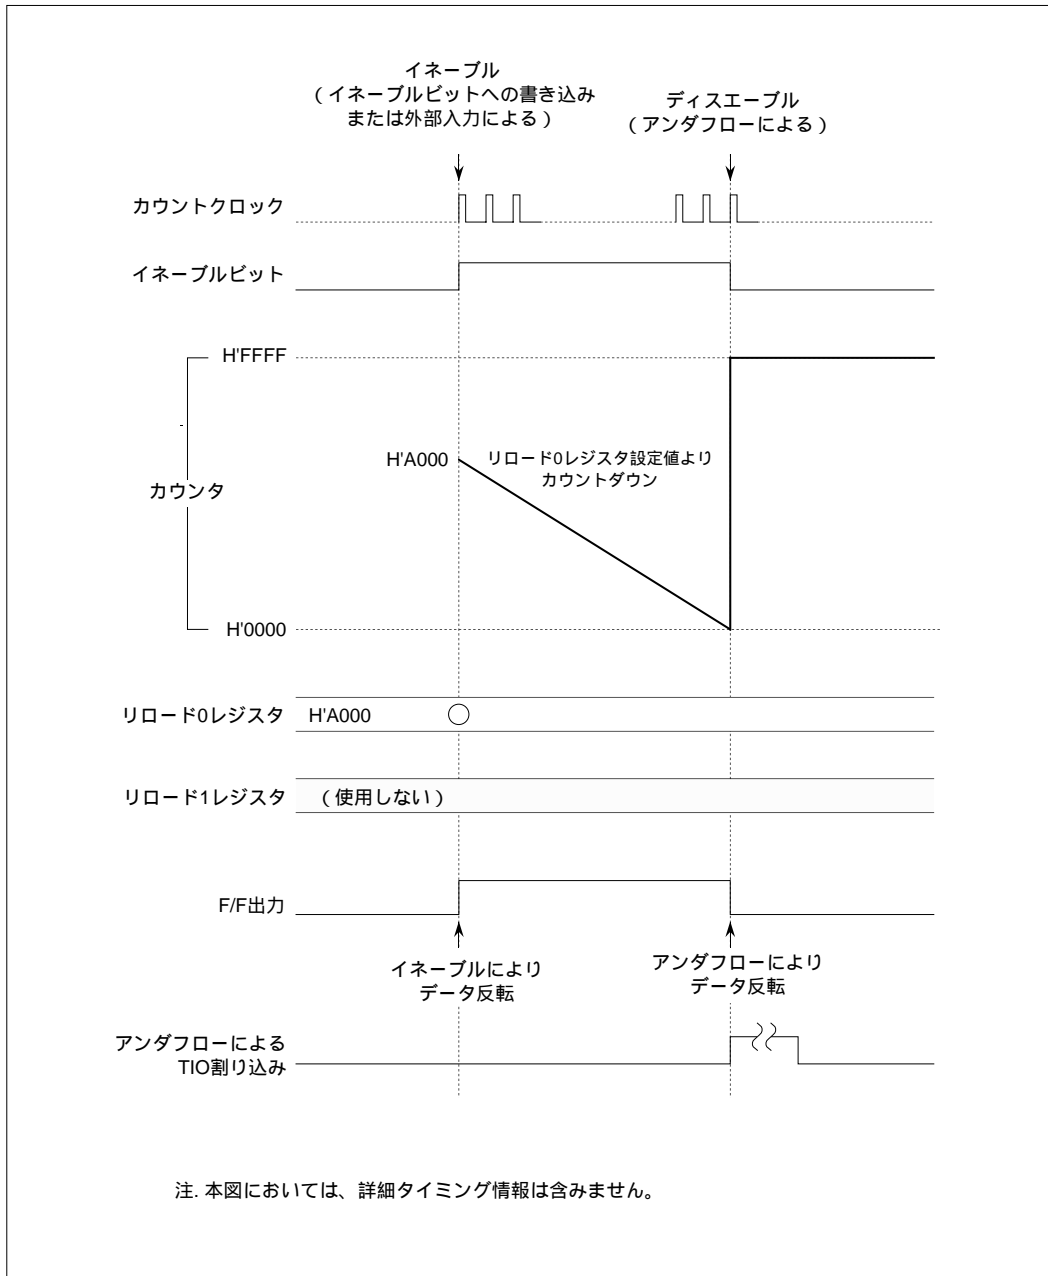 イネーブル
(イネーブルビットへの書き込み
または外部入力による)
ディスエーブル
(アンダフローによる)
カウントクロック
イネーブルビット
H'FFFF
H'A000
リロード0レジスタ設定値より
カウントダウン
カウンタ
H'0000
リロード0レジスタ H'A000
リロード1レジスタ (使用しない)
F/F出力
イネーブルにより
データ反転
アンダフローにより
データ反転
アンダフローによる
TIO割り込み
注. 本図においては、詳細タイミング情報は含みません。